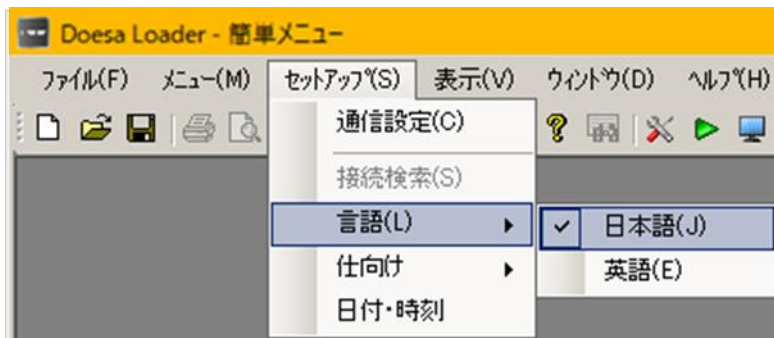 Doesa Loader - 簡単メニュー
ファイル(F) メニュー(M) セットアップ(S) 表示(V) ウィンドウ(D) ヘルプ(H)
通信設定(C)
接続検索(S)
言語(L)
日本語(J)
英語(E)
仕向け
日付・時刻